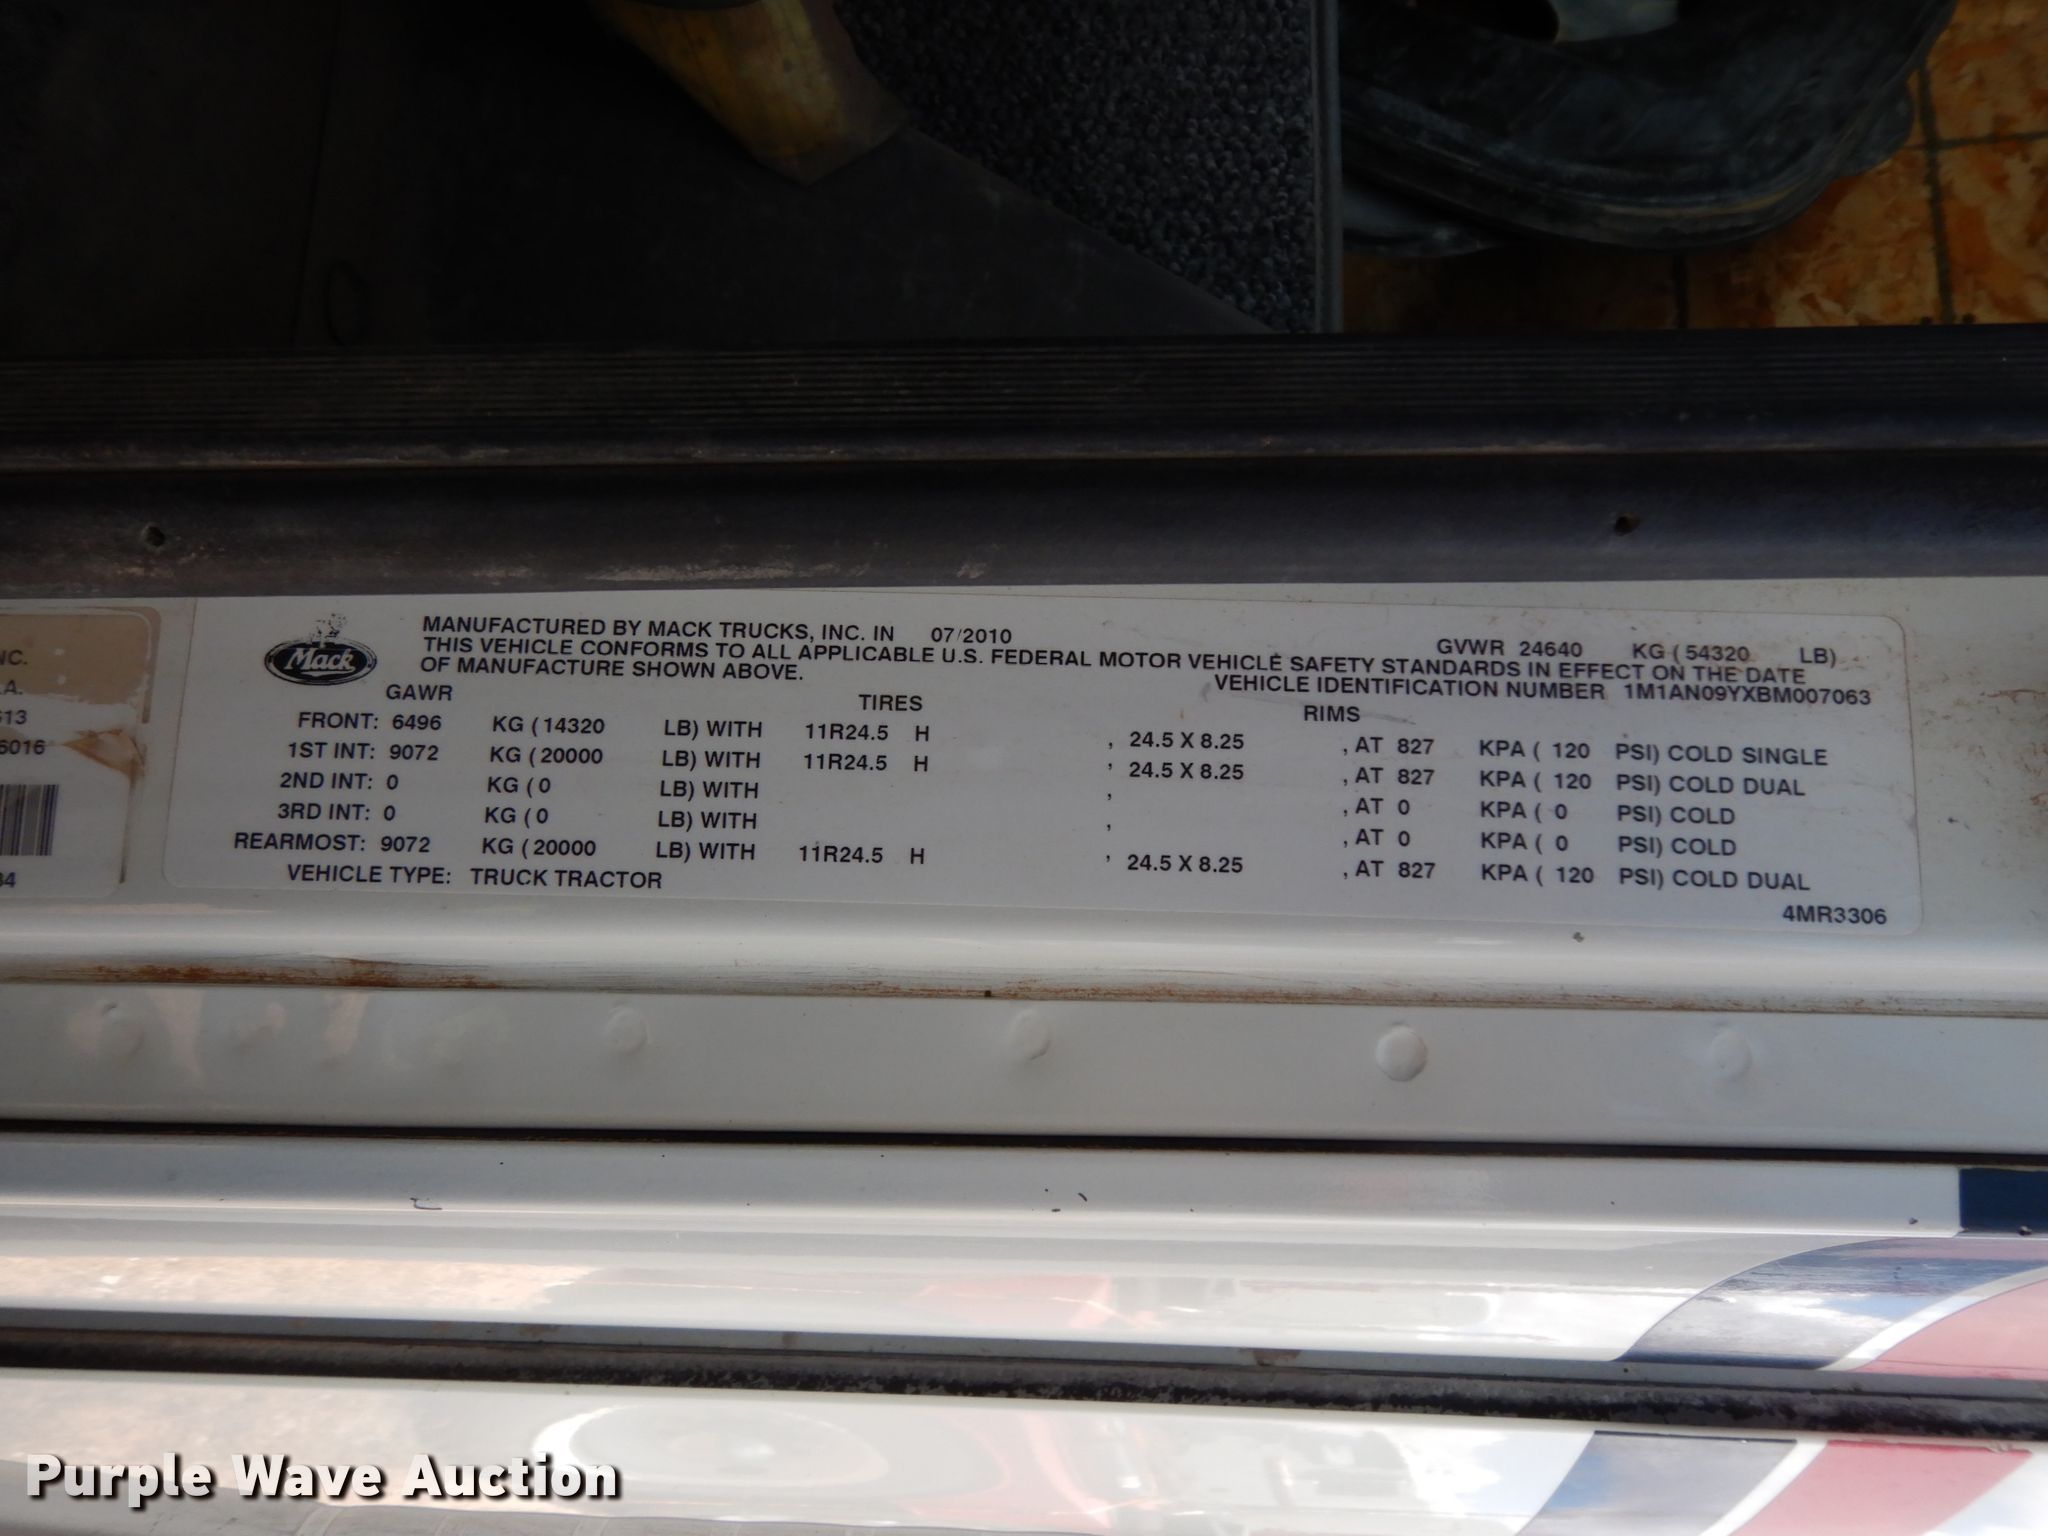 MANUFACTURED BY MACK TRUCKS, INC. IN 07/2010 GVWR 24640 KG (54320 LB)
THIS VEHICLE CONFORMS TO ALL APPLICABLE U.S. FEDERAL MOTOR VEHICLE SAFETY STANDARDS IN EFFECT ON THE DATE
OF MANUFACTURE SHOWN ABOVE. VEHICLE IDENTIFICATION NUMBER 1M1AN09YXBM007063
Mack
GAWR TIRES RIMS
FRONT: 6496 KG (14320 LB) WITH 11R24.5 H , 24.5 X 8.25 , AT 827 KPA ( 120 PSI) COLD SINGLE
1ST INT: 9072 KG (20000 LB) WITH 11R24.5 H , 24.5 X 8.25 , AT 827 KPA ( 120 PSI) COLD DUAL
2ND INT: 0 KG (0 LB) WITH , , AT 0 KPA ( 0 PSI) COLD
3RD INT: 0 KG (0 LB) WITH , , AT 0 KPA ( 0 PSI) COLD
REARMOST: 9072 KG (20000 LB) WITH 11R24.5 H , 24.5 X 8.25 , AT 827 KPA ( 120 PSI) COLD DUAL
VEHICLE TYPE: TRUCK TRACTOR
4MR3306
Purple Wave Auction